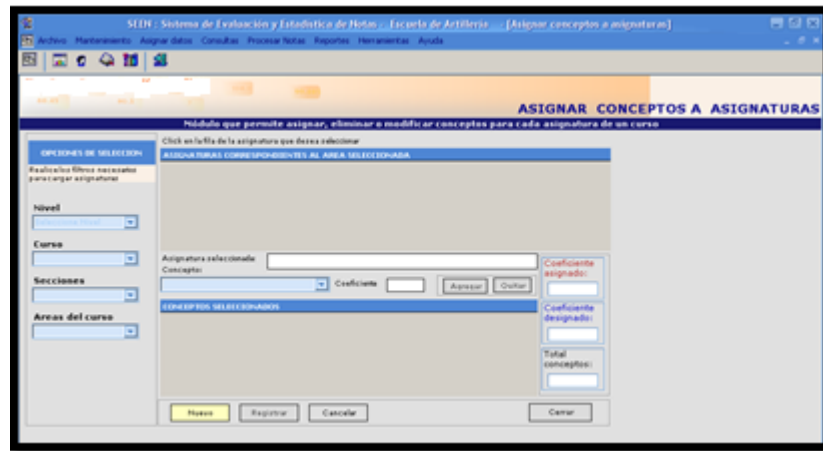 SEEN : Sistema de Evaluación y Estadística de Notas - Escuela de Artillería - [Asignar conceptos a asignaturas]
Archivo Mantenimiento Asignar datos Consultas Procesar Notas Reportes Herramientas Ayuda
ASIGNAR CONCEPTOS A ASIGNATURAS
Módulo que permite asignar, eliminar o modificar conceptos para cada asignatura de un curso
OPCIONES DE SELECCION
Realice los filtros necesarios
para cargar asignaturas
Nivel
Seleccione Nivel
Curso
Secciones
Areas del curso
Click en la fila de la asignatura que desea seleccionar
ASIGNATURAS CORRESPONDIENTES AL AREA SELECCIONADA
Asignatura seleccionada
Concepto:
Coeficiente
Agregar
Quitar
CONCEPTOS SELECCIONADOS
Coeficiente
asignado:
Coeficiente
designado:
Total
conceptos:
Nuevo
Registrar
Cancelar
Cerrar